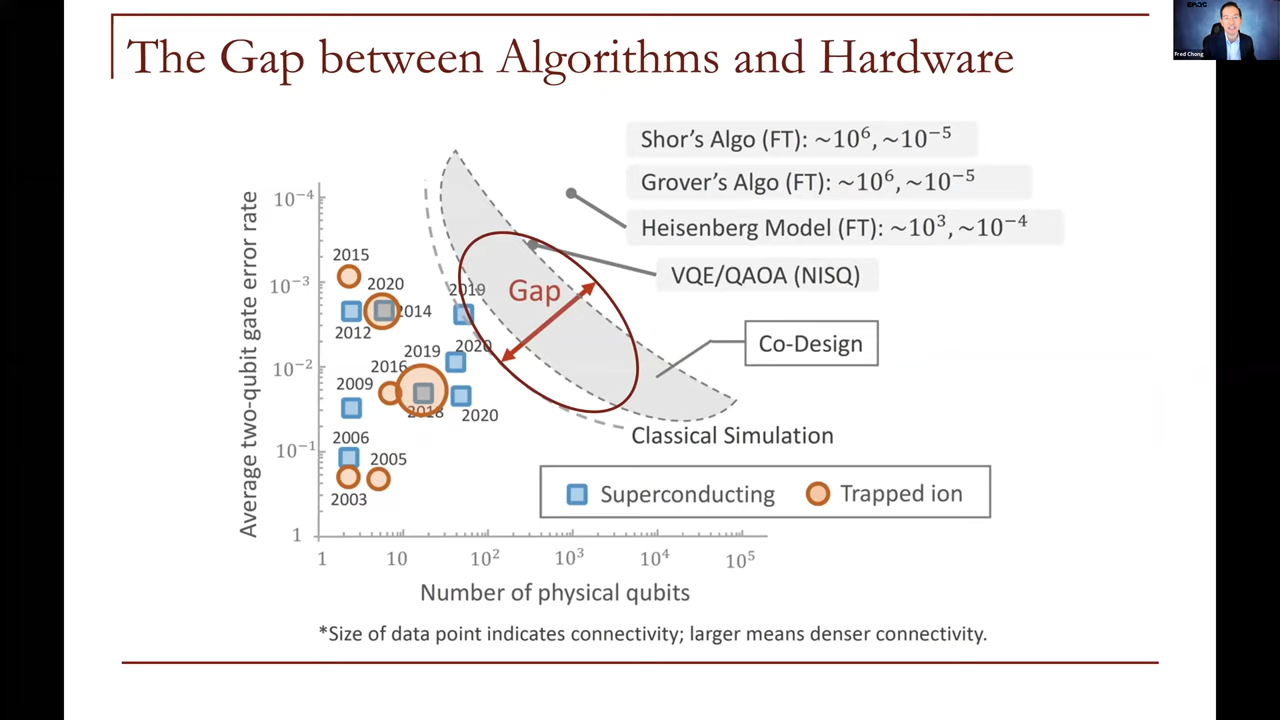 The Gap between Algorithms and Hardware
EPiQC
Fred Chong
Shor's Algo (FT): ~10⁶, ~10⁻⁵
Grover's Algo (FT): ~10⁶, ~10⁻⁵
Heisenberg Model (FT): ~10³, ~10⁻⁴
VQE/QAOA (NISQ)
Gap
Co-Design
Classical Simulation
Average two-qubit gate error rate
10⁻⁴
10⁻³
10⁻²
10⁻¹
1
2015
2020
2014
2012
2019
2019
2020
2016
2009
2018
2020
2006
2005
2003
Superconducting
Trapped ion
1
10
10²
10³
10⁴
10⁵
Number of physical qubits
*Size of data point indicates connectivity; larger means denser connectivity.